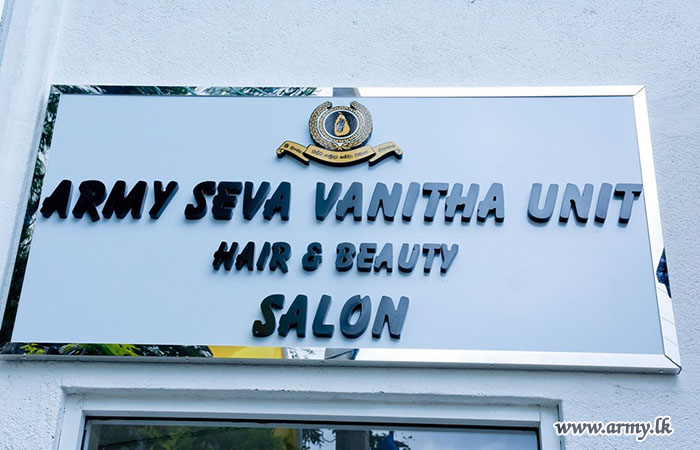 ARMY SEVA VANITHA UNIT
HAIR & BEAUTY
SALON
www.army.lk